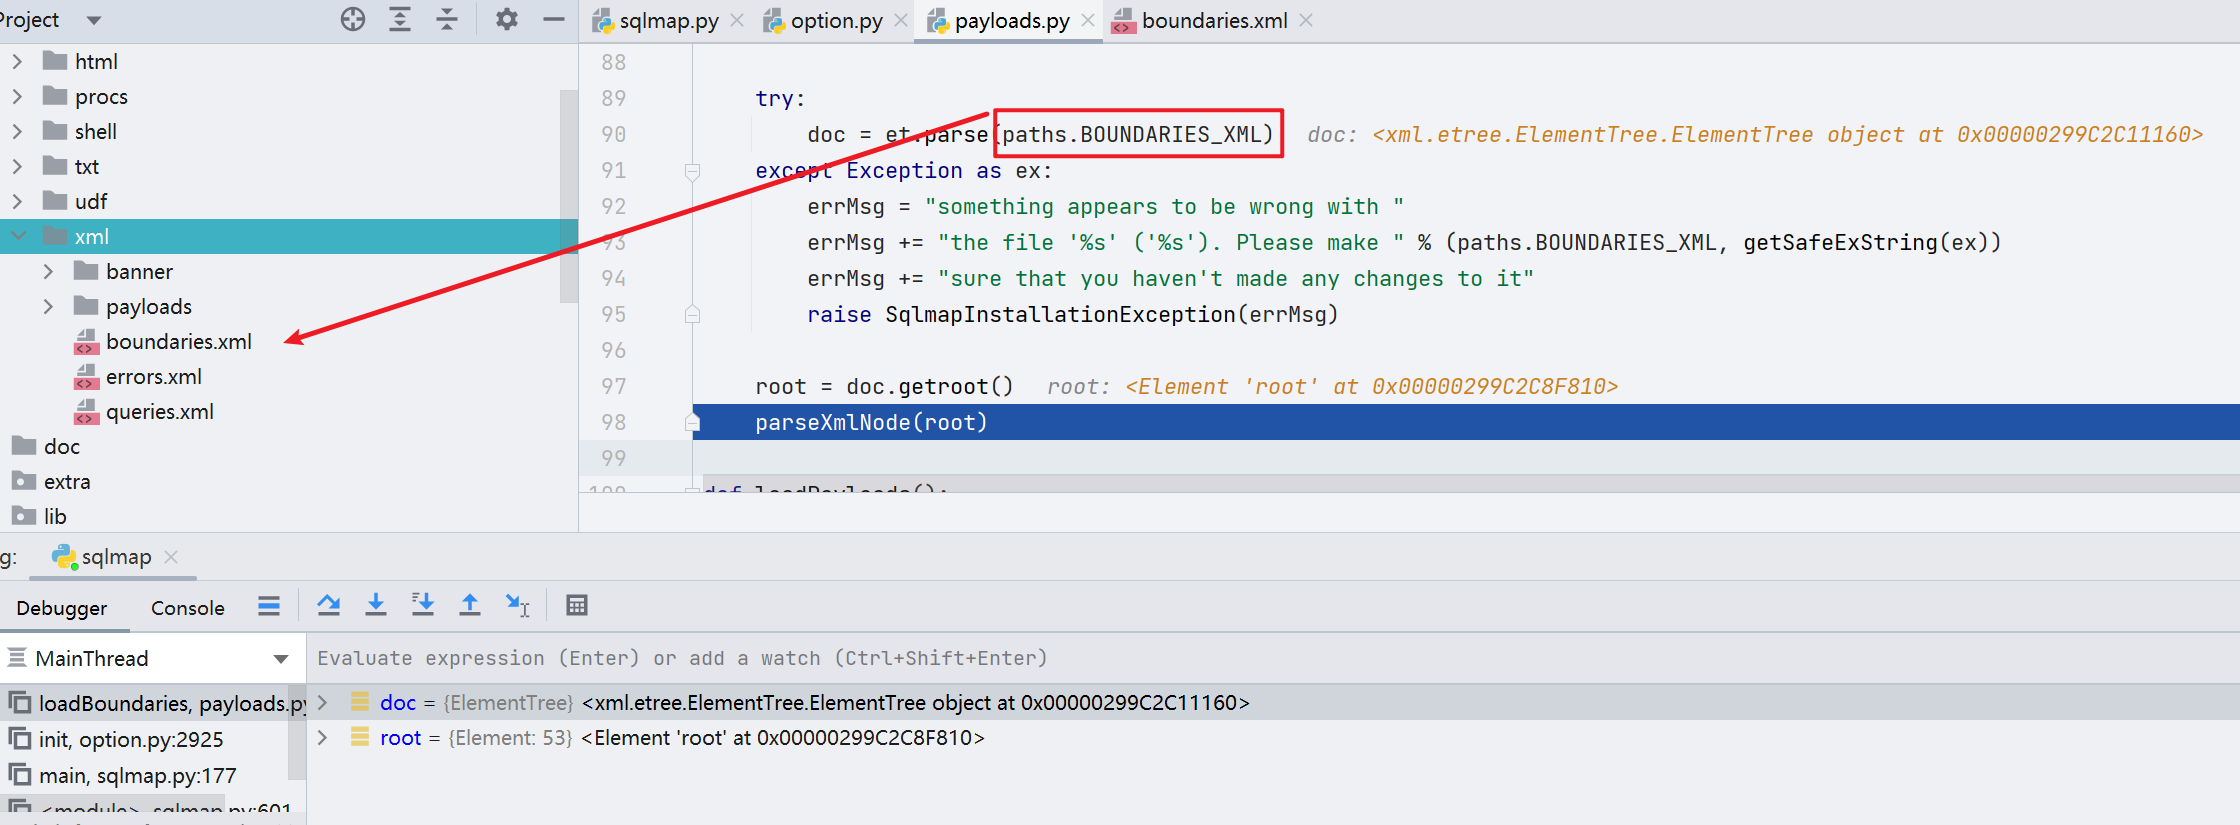 Project
sqlmap.py
option.py
payloads.py
boundaries.xml
html
procs
shell
txt
udf
xml
banner
payloads
boundaries.xml
errors.xml
queries.xml
doc
extra
lib
88
89 try:
90 doc = et.parse(paths.BOUNDARIES_XML) doc: <xml.etree.ElementTree.ElementTree object at 0x00000299C2C11160>
91 except Exception as ex:
92 errMsg = "something appears to be wrong with "
93 errMsg += "the file '%s' ('%s'). Please make " % (paths.BOUNDARIES_XML, getSafeExString(ex))
94 errMsg += "sure that you haven't made any changes to it"
95 raise SqlmapInstallationException(errMsg)
96
97 root = doc.getroot() root: <Element 'root' at 0x00000299C2C8F810>
98 parseXmlNode(root)
99
100 def loadPayloads():
g:
sqlmap
Debugger
Console
MainThread
Evaluate expression (Enter) or add a watch (Ctrl+Shift+Enter)
loadBoundaries, payloads.py
init, option.py:2925
main, sqlmap.py:177
<module>, sqlmap.py:601
doc = {ElementTree} <xml.etree.ElementTree.ElementTree object at 0x00000299C2C11160>
root = {Element: 53} <Element 'root' at 0x00000299C2C8F810>